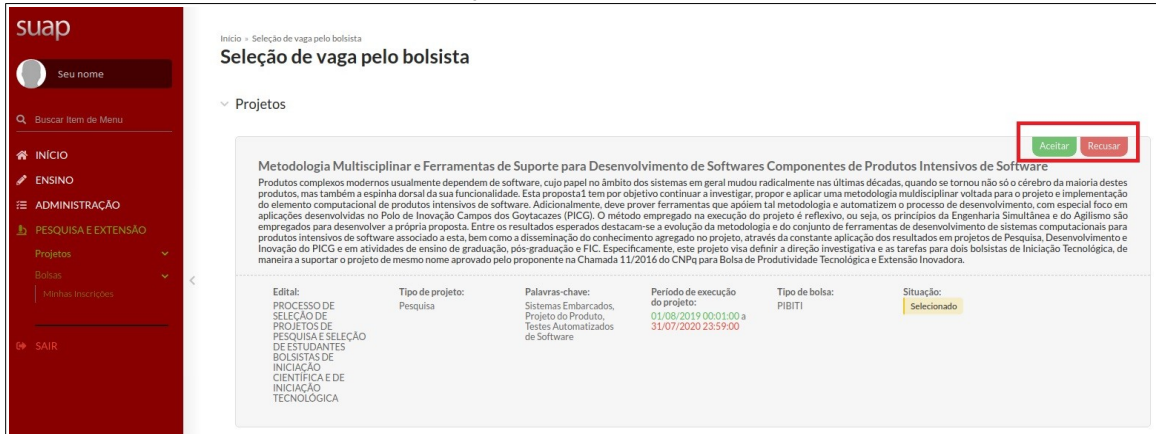 suap
Seu nome
Buscar Item de Menu
INÍCIO
ENSINO
ADMINISTRAÇÃO
PESQUISA E EXTENSÃO
Projetos
Bolsas
Minhas Inscrições
SAIR
Início » Seleção de vaga pelo bolsista
Seleção de vaga pelo bolsista
Projetos
Aceitar Recusar
Metodologia Multisciplinar e Ferramentas de Suporte para Desenvolvimento de Softwares Componentes de Produtos Intensivos de Software
Produtos complexos modernos usualmente dependem de software, cujo papel no âmbito dos sistemas em geral mudou radicalmente nas últimas décadas, quando se tornou não só o cérebro da maioria destes
produtos, mas também a espinha dorsal da sua funcionalidade. Esta proposta1 tem por objetivo continuar a investigar, propor e aplicar uma metodologia muldisciplinar voltada para o projeto e implementação
do elemento computacional de produtos intensivos de software. Adicionalmente, deve prover ferramentas que apóiem tal metodologia e automatizem o processo de desenvolvimento, com especial foco em
aplicações desenvolvidas no Polo de Inovação Campos dos Goytacazes (PICG). O método empregado na execução do projeto é reflexivo, ou seja, os princípios da Engenharia Simultânea e do Agilismo são
empregados para desenvolver a própria proposta. Entre os resultados esperados destacam-se a evolução da metodologia e do conjunto de ferramentas de desenvolvimento de sistemas computacionais para
produtos intensivos de software associado a esta, bem como a disseminação do conhecimento agregado no projeto, através da constante aplicação dos resultados em projetos de Pesquisa, Desenvolvimento e
Inovação do PICG e em atividades de ensino de graduação, pós-graduação e FIC. Especificamente, este projeto visa definir a direção investigativa e as tarefas para dois bolsistas de Iniciação Tecnológica, de
maneira a suportar o projeto de mesmo nome aprovado pelo proponente na Chamada 11/2016 do CNPq para Bolsa de Produtividade Tecnológica e Extensão Inovadora.
Edital:
PROCESSO DE
SELEÇÃO DE
PROJETOS DE
PESQUISA E SELEÇÃO
DE ESTUDANTES
BOLSISTAS DE
INICIAÇÃO
CIENTÍFICA E DE
INICIAÇÃO
TECNOLÓGICA
Tipo de projeto:
Pesquisa
Palavras-chave:
Sistemas Embarcados,
Projeto do Produto,
Testes Automatizados
de Software
Período de execução
do projeto:
01/08/2019 00:01:00 a
31/07/2020 23:59:00
Tipo de bolsa:
PIBITI
Situação:
Selecionado